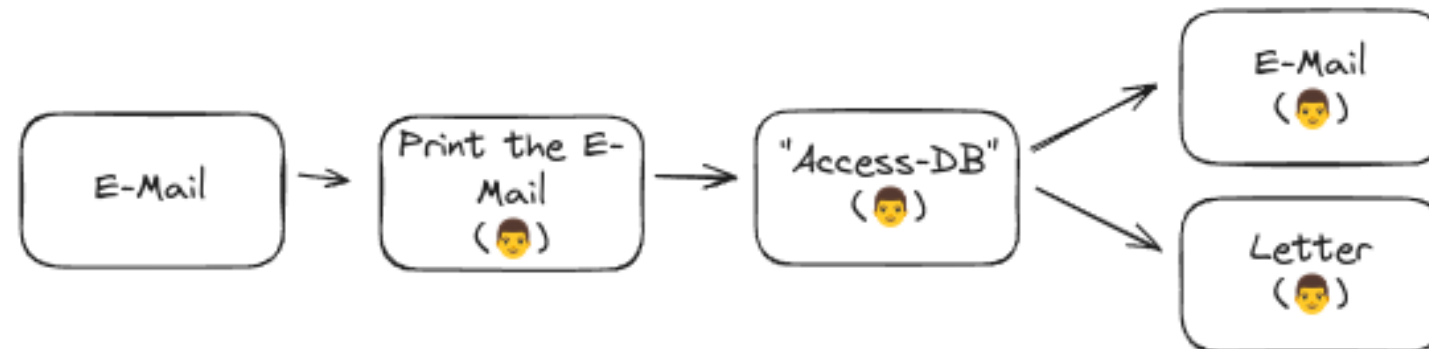 E-Mail
Print the E-
Mail
(👨)
"Access-DB"
(👨)
E-Mail
(👨)
Letter
(👨)